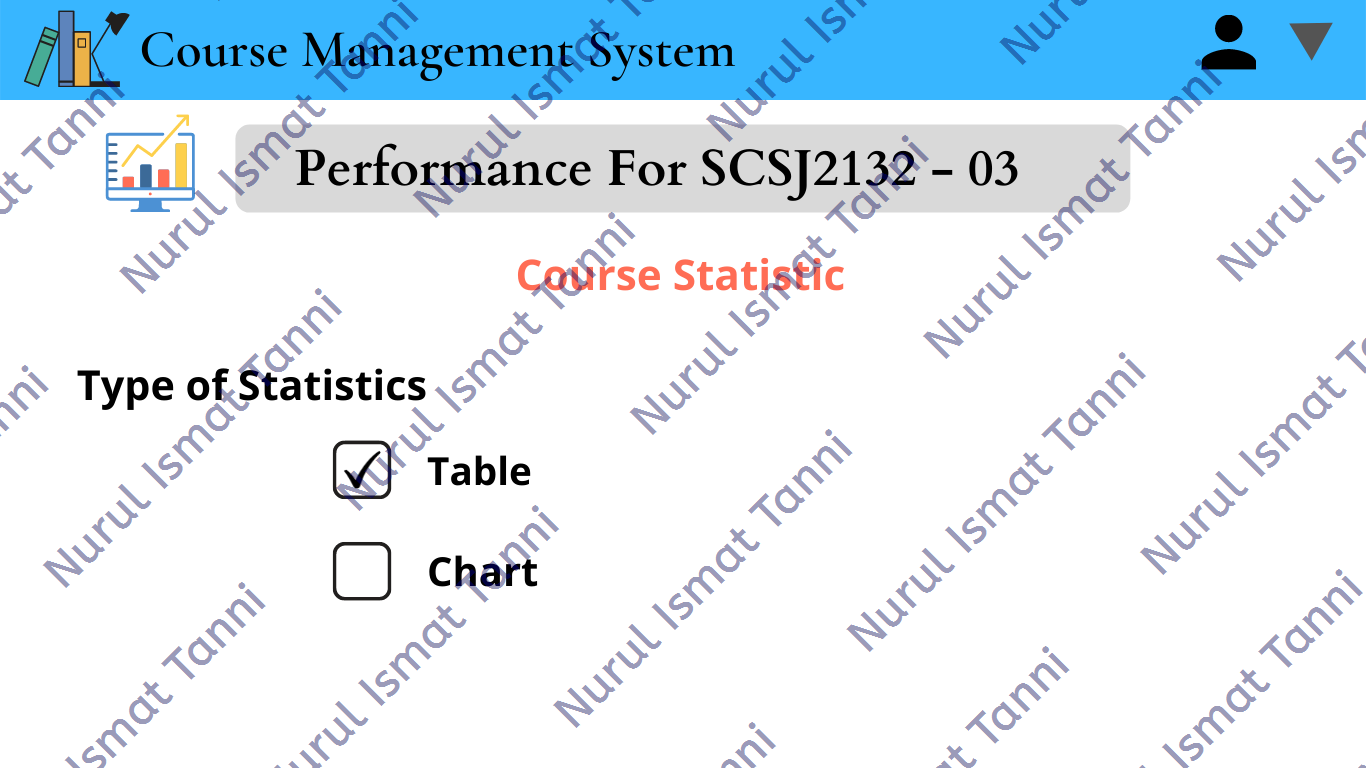 Course Management System
Performance For SCSJ2132 – 03
Course Statistic
Type of Statistics
Table
Chart
Nurul Ismat Tanni